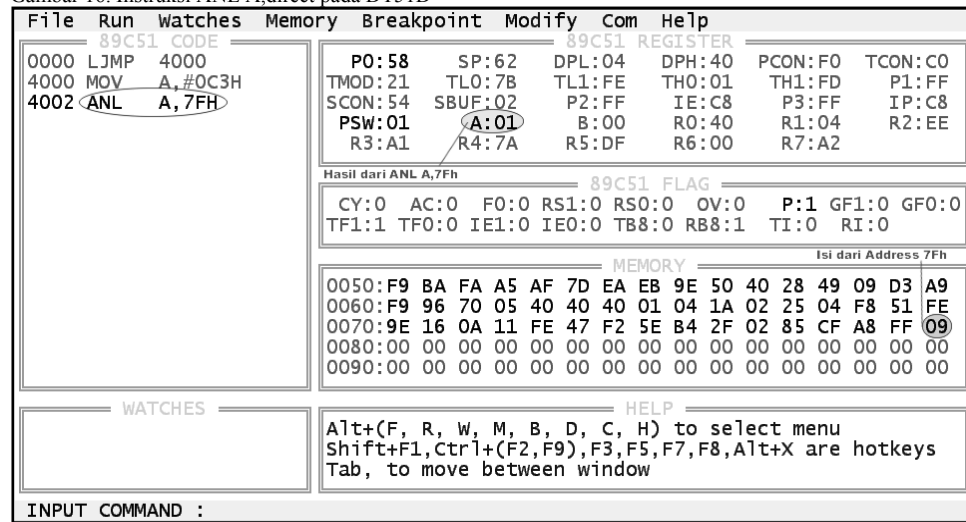 Gambar 10. Instruksi ANL A,direct pada DT51D
File Run Watches Memory Breakpoint Modify Com Help
89C51 CODE
0000 LJMP 4000
4000 MOV A,#0C3H
4002 ANL A,7FH
89C51 REGISTER
PO:58 SP:62 DPL:04 DPH:40 PCON:F0 TCON:C0
TMOD:21 TL0:7B TL1:FE TH0:01 TH1:FD P1:FF
SCON:54 SBUF:02 P2:FF IE:C8 P3:FF IP:C8
PSW:01 A:01 B:00 R0:40 R1:04 R2:EE
R3:A1 R4:7A R5:DF R6:00 R7:A2
Hasil dari ANL A,7Fh
89C51 FLAG
CY:0 AC:0 F0:0 RS1:0 RS0:0 OV:0 P:1 GF1:0 GF0:0
TF1:1 TF0:0 IE1:0 IE0:0 TB8:0 RB8:1 TI:0 RI:0
Isi dari Address 7Fh
MEMORY
0050:F9 BA FA A5 AF 7D EA EB 9E 50 40 28 49 09 D3 A9
0060:F9 96 70 05 40 40 40 01 04 1A 02 25 04 F8 51 FE
0070:9E 16 0A 11 FE 47 F2 5E B4 2F 02 85 CF A8 FF 09
0080:00 00 00 00 00 00 00 00 00 00 00 00 00 00 00 00
0090:00 00 00 00 00 00 00 00 00 00 00 00 00 00 00 00
WATCHES
HELP
Alt+(F, R, W, M, B, D, C, H) to select menu
Shift+F1,Ctrl+(F2,F9),F3,F5,F7,F8,Alt+X are hotkeys
Tab, to move between window
INPUT COMMAND :